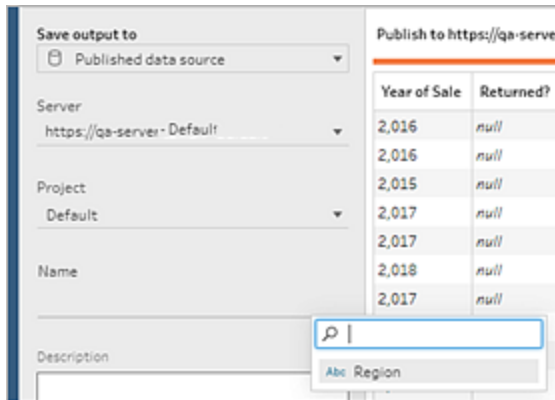 Save output to
Published data source
Server
https://qa-server - Default
Project
Default
Name
Description
Publish to https://qa-serve
Year of Sale Returned?
2,016 null
2,016 null
2,015 null
2,017 null
2,017 null
2,018 null
2,017 null
Abc Region